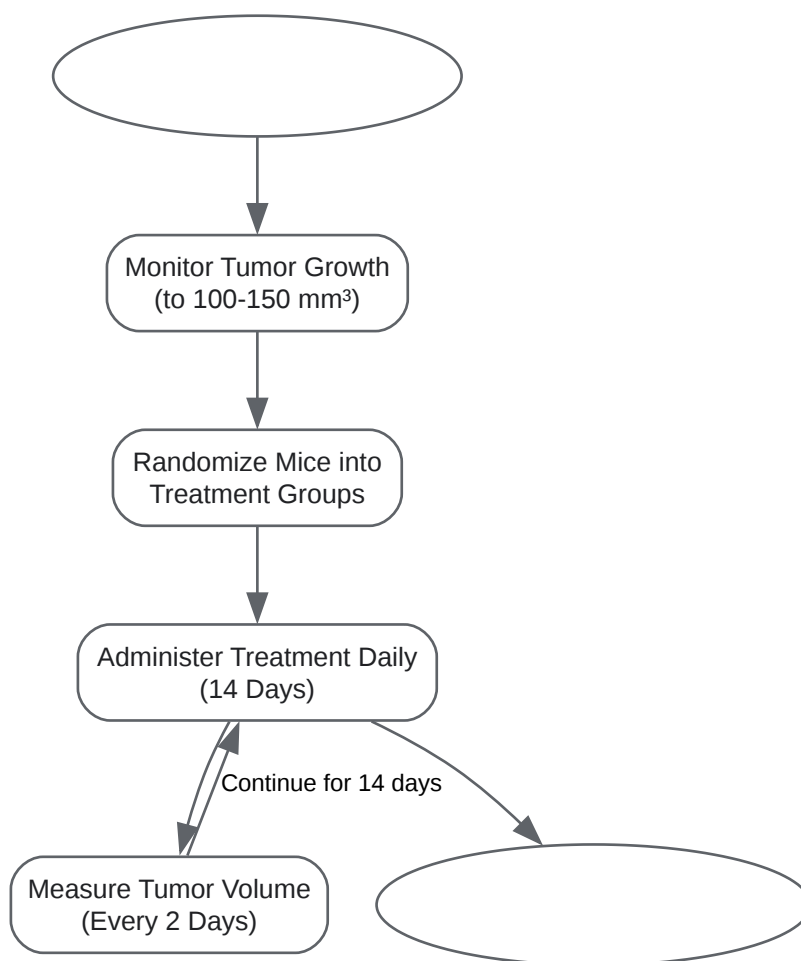 Monitor Tumor Growth
(to 100-150 mm³)
Randomize Mice into
Treatment Groups
Administer Treatment Daily
(14 Days)
Continue for 14 days
Measure Tumor Volume
(Every 2 Days)